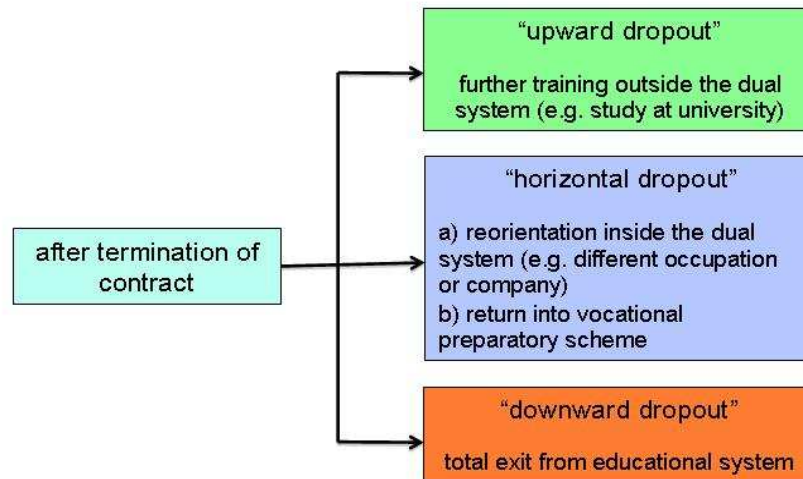 “upward dropout”
further training outside the dual
system (e.g. study at university)
after termination of
contract
“horizontal dropout”
a) reorientation inside the dual
system (e.g. different occupation
or company)
b) return into vocational
preparatory scheme
“downward dropout”
total exit from educational system